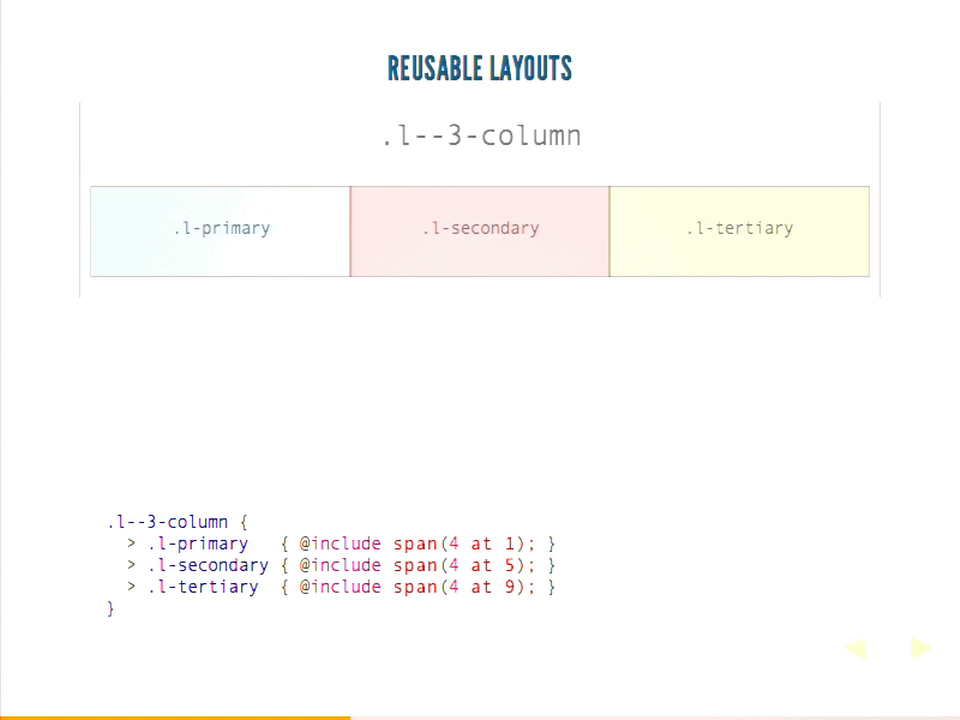 REUSABLE LAYOUTS
.l--3-column
.l-primary
.l-secondary
.l-tertiary
.l--3-column {
  > .l-primary   { @include span(4 at 1); }
  > .l-secondary { @include span(4 at 5); }
  > .l-tertiary  { @include span(4 at 9); }
}